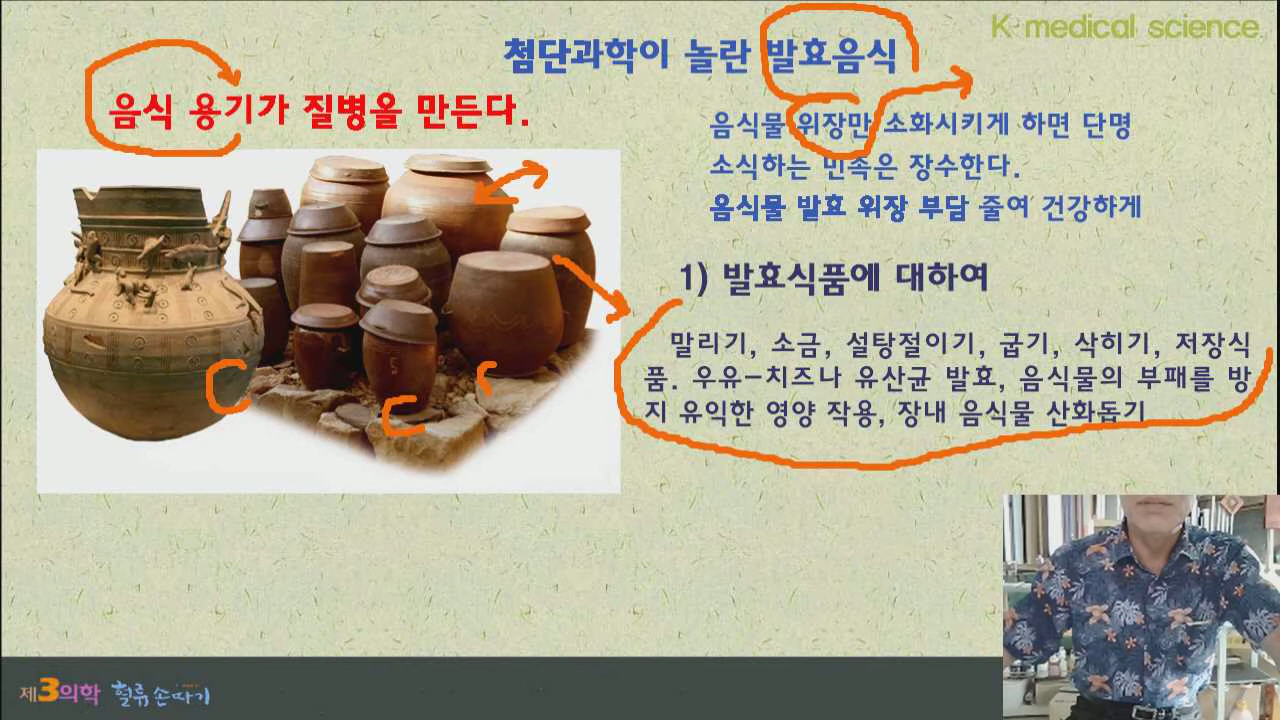 K medical science
첨단과학이 놀란 발효음식
음식 용기가 질병을 만든다.
음식물 위장만 소화시키게 하면 단명
소식하는 민족은 장수한다.
음식물 발효 위장 부담 줄여 건강하게
1) 발효식품에 대하여
말리기, 소금, 설탕절이기, 굽기, 삭히기, 저장식
품. 우유-치즈나 유산균 발효, 음식물의 부패를 방
지 유익한 영양 작용, 장내 음식물 산화돕기
제3의학 혈류 손따기